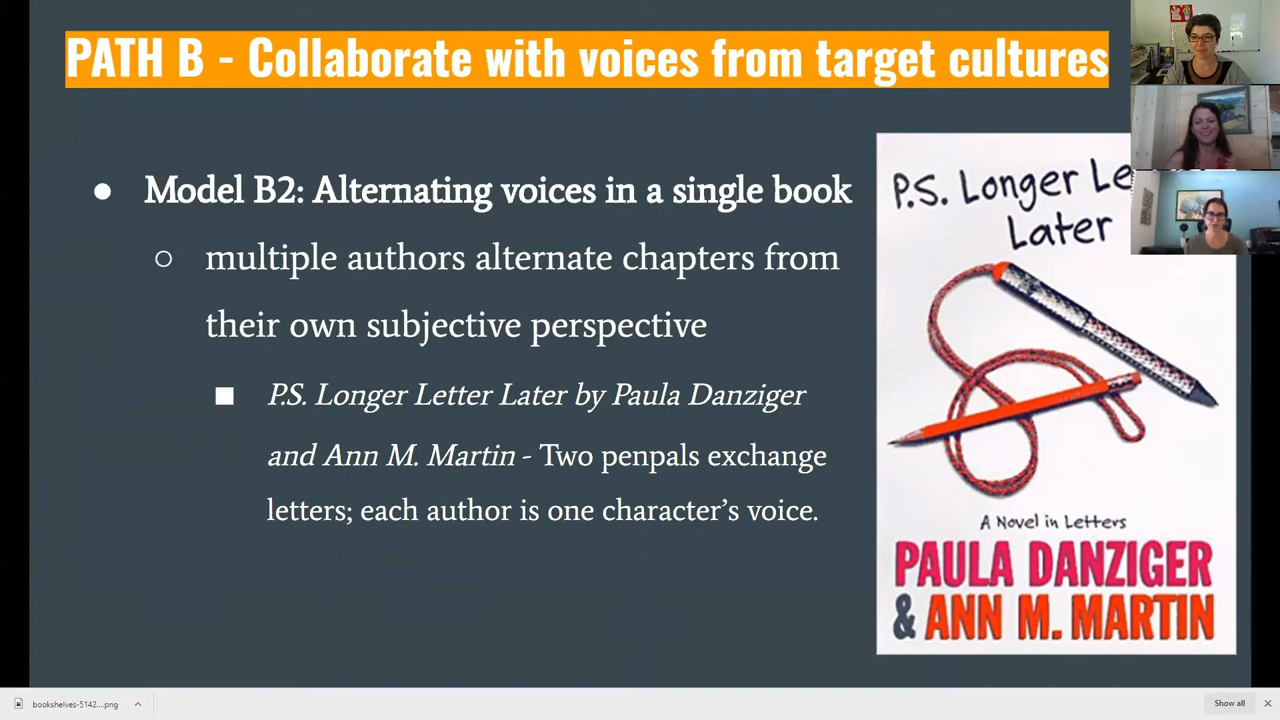 PATH B - Collaborate with voices from target cultures
● Model B2: Alternating voices in a single book
○ multiple authors alternate chapters from
their own subjective perspective
■ P.S. Longer Letter Later by Paula Danziger
and Ann M. Martin - Two penpals exchange
letters; each author is one character’s voice.
P.S. Longer Le
Later
A Novel in Letters
PAULA DANZIGER
& ANN M. MARTIN
bookshelves-5142....png
Show all